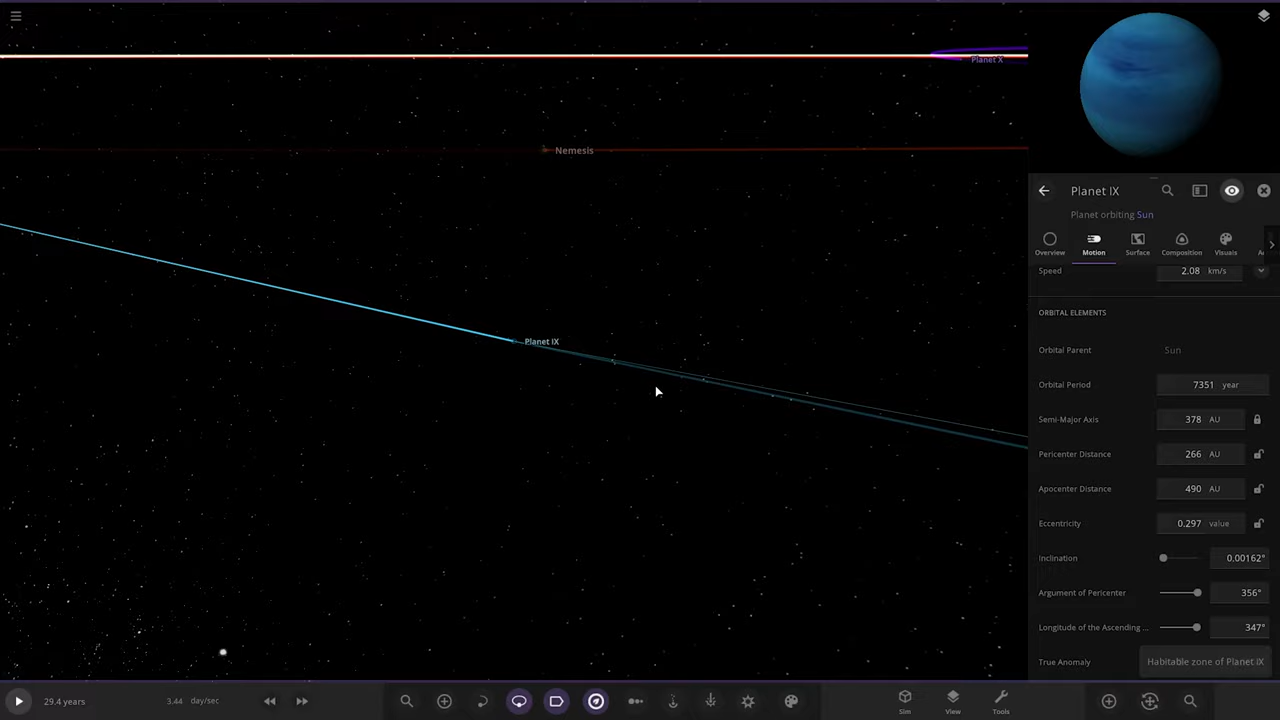 Planet X
Nemesis
Planet IX
Planet IX
Planet orbiting Sun
Overview
Motion
Surface
Composition
Visuals
Speed
2.08 km/s
ORBITAL ELEMENTS
Orbital Parent
Sun
Orbital Period
7351 year
Semi-Major Axis
378 AU
Pericenter Distance
266 AU
Apocenter Distance
490 AU
Eccentricity
0.297 value
Inclination
0.00162°
Argument of Pericenter
356°
Longitude of the Ascending ...
347°
True Anomaly
Habitable zone of Planet IX
29.4 years
3.44 day/sec
Sim
View
Tools